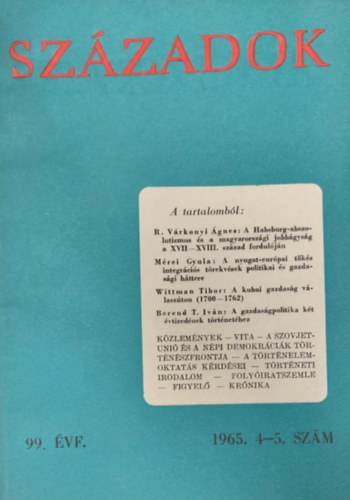 SZÁZADOK
A tartalomból:
R. Várkonyi Ágnes: A Habsburg-abszo-
lutizmus és a magyarországi jobbágyság
a XVII—XVIII. század fordulóján
Mérei Gyula: A nyugat-európai tőkés
integrációs törekvések politikai és gazda-
sági háttere
Wittman Tibor: A kubai gazdaság vá-
laszúton (1700—1762)
Berend T. Iván: A gazdaságpolitika két
évtizedének történetéhez
KÖZLEMÉNYEK — VITA — A SZOVJET-
UNIÓ ÉS A NÉPI DEMOKRÁCIÁK TÖR-
TÉNÉSZFRONTJA — A TÖRTÉNELEM-
OKTATÁS KÉRDÉSEI — TÖRTÉNETI
IRODALOM — FOLYÓIRATSZEMLE
— FIGYELŐ — KRÓNIKA
99. ÉVF. 1965. 4—5. SZÁM